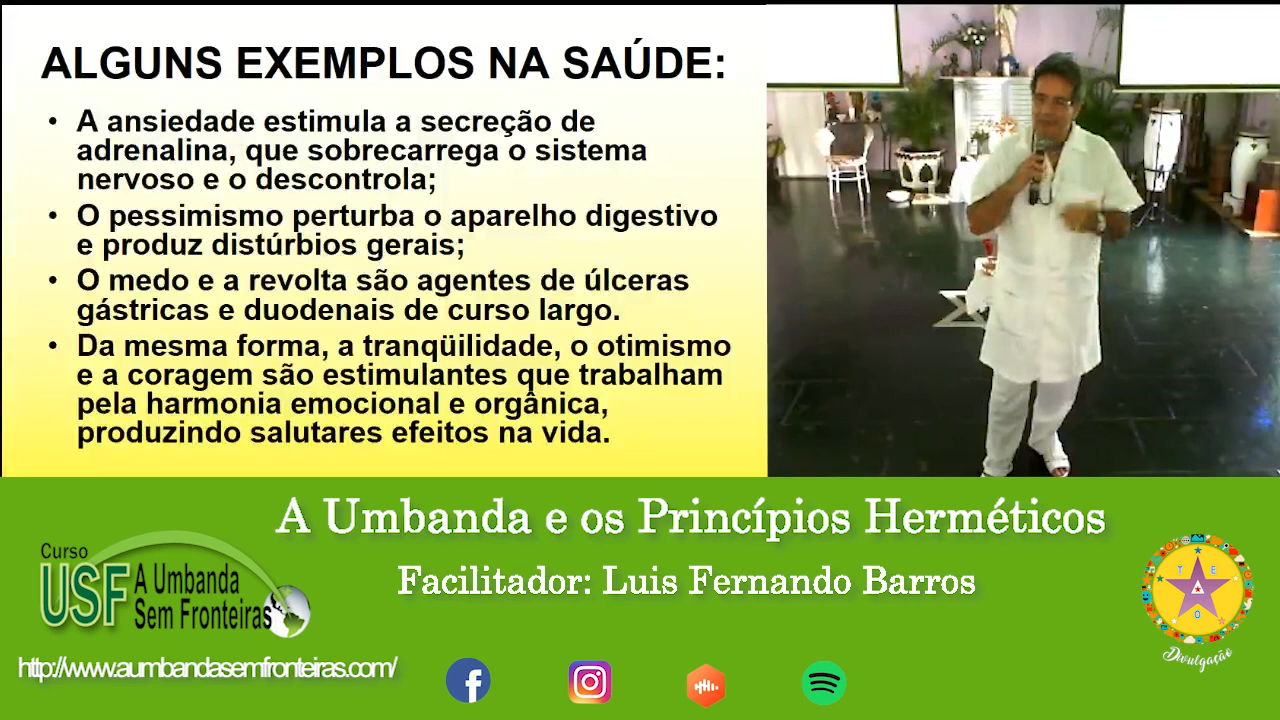 ALGUNS EXEMPLOS NA SAÚDE:
• A ansiedade estimula a secreção de
adrenalina, que sobrecarrega o sistema
nervoso e o descontrola;
• O pessimismo perturba o aparelho digestivo
e produz distúrbios gerais;
• O medo e a revolta são agentes de úlceras
gástricas e duodenais de curso largo.
• Da mesma forma, a tranqüilidade, o otimismo
e a coragem são estimulantes que trabalham
pela harmonia emocional e orgânica,
produzindo salutares efeitos na vida.
A Umbanda e os Princípios Herméticos
Facilitador: Luis Fernando Barros
Curso
USF A Umbanda
Sem Fronteiras
http://www.aumbandasemfronteiras.com/
T E
A
O
Divulgação